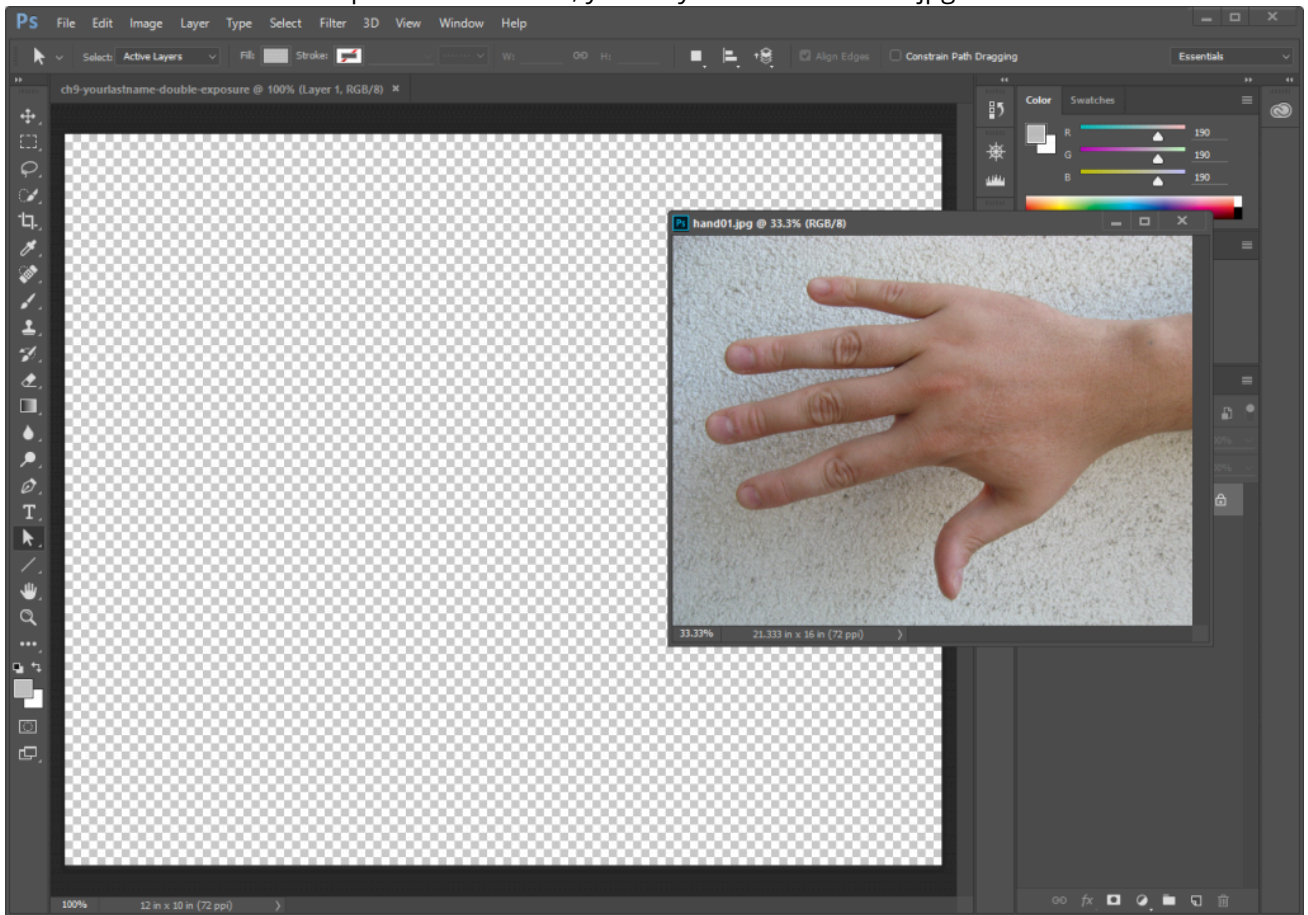 Ps File Edit Image Layer Type Select Filter 3D View Window Help
Select: Active Layers Fill: Stroke: W: GO H: Align Edges Constrain Path Dragging Essentials
ch9-yourlastname-double-exposure @ 100% (Layer 1, RGB/8) ×
Color Swatches
R 190
G 190
B 190
Ps hand01.jpg @ 33.3% (RGB/8)
33.33% 21.333 in x 16 in (72 ppi)
100% 12 in x 10 in (72 ppi)
fx